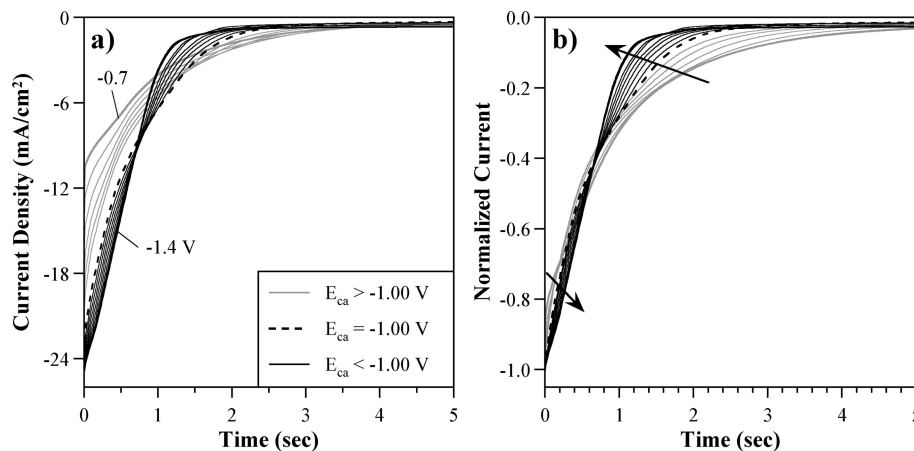 a)
-0.7
-1.4 V
0
-6
-12
-18
-24
Current Density (mA/cm²)
E_ca > -1.00 V
E_ca = -1.00 V
E_ca < -1.00 V
0 1 2 3 4 5
Time (sec)
b)
0.0
-0.2
-0.4
-0.6
-0.8
-1.0
Normalized Current
0 1 2 3 4 5
Time (sec)